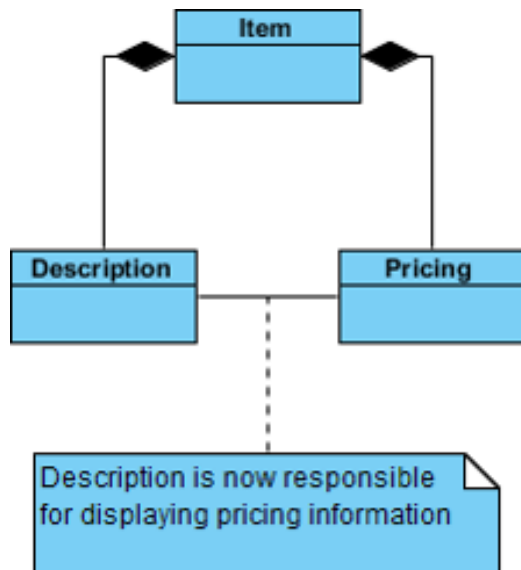 Item
Description
Pricing
Description is now responsible
for displaying pricing information